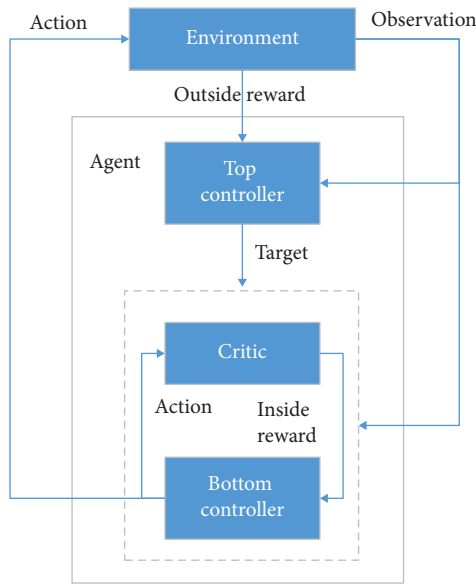 Action
Environment
Observation
Outside reward
Agent
Top
controller
Target
Critic
Action
Inside
reward
Bottom
controller